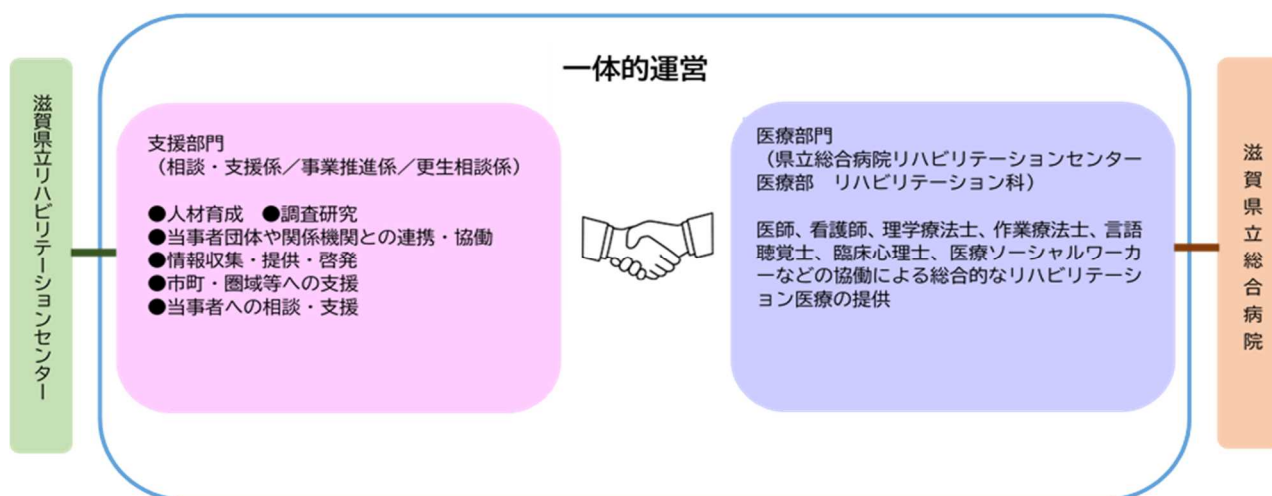 一体的運営
滋賀県立リハビリテーションセンター
支援部門
（相談・支援係／事業推進係／更生相談係）
●人材育成　●調査研究
●当事者団体や関係機関との連携・協働
●情報収集・提供・啓発
●市町・圏域等への支援
●当事者への相談・支援
医療部門
（県立総合病院リハビリテーションセンター
医療部　リハビリテーション科）
医師、看護師、理学療法士、作業療法士、言語
聴覚士、臨床心理士、医療ソーシャルワーカ
ーなどの協働による総合的なリハビリテーシ
ョン医療の提供
滋賀県立総合病院